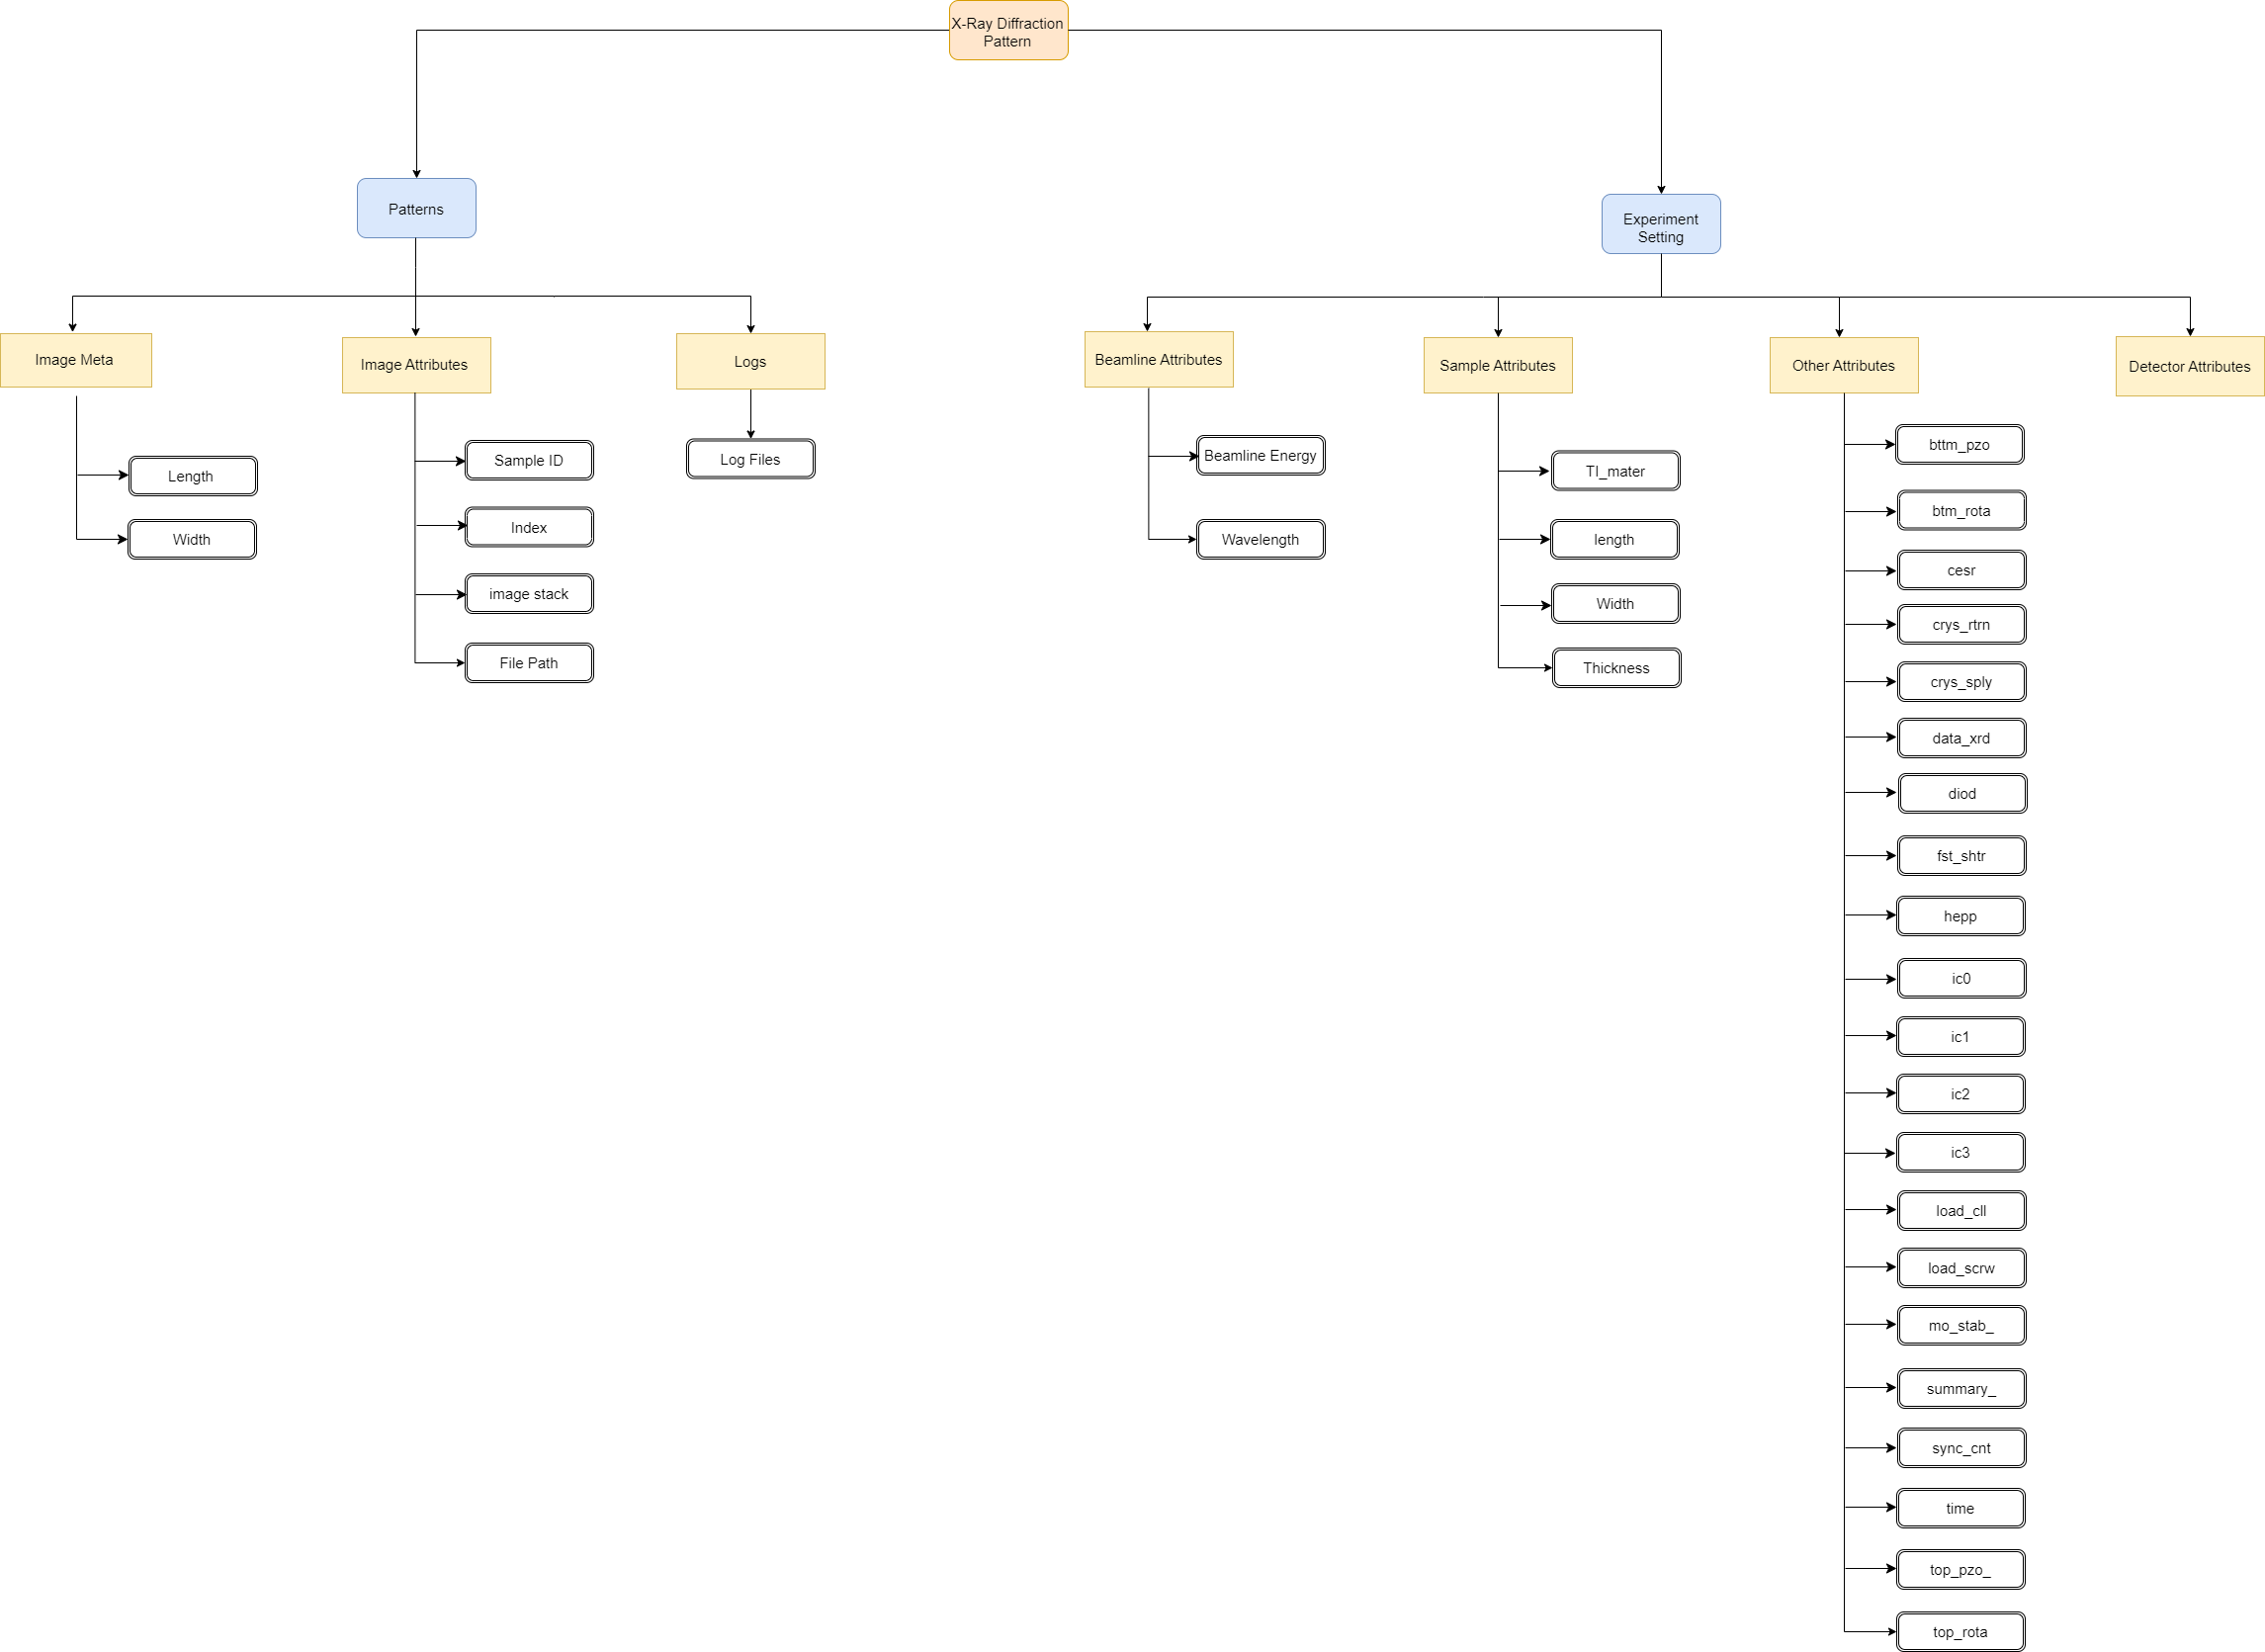 X-Ray Diffraction
Pattern
Patterns
Experiment
Setting
Image Meta
Image Attributes
Logs
Beamline Attributes
Sample Attributes
Other Attributes
Detector Attributes
Length
Width
Sample ID
Index
image stack
File Path
Log Files
Beamline Energy
Wavelength
TI_mater
length
Width
Thickness
bttm_pzo
btm_rota
cesr
crys_rtrn
crys_sply
data_xrd
diod
fst_shtr
hepp
ic0
ic1
ic2
ic3
load_cll
load_scrw
mo_stab_
summary_
sync_cnt
time
top_pzo_
top_rota